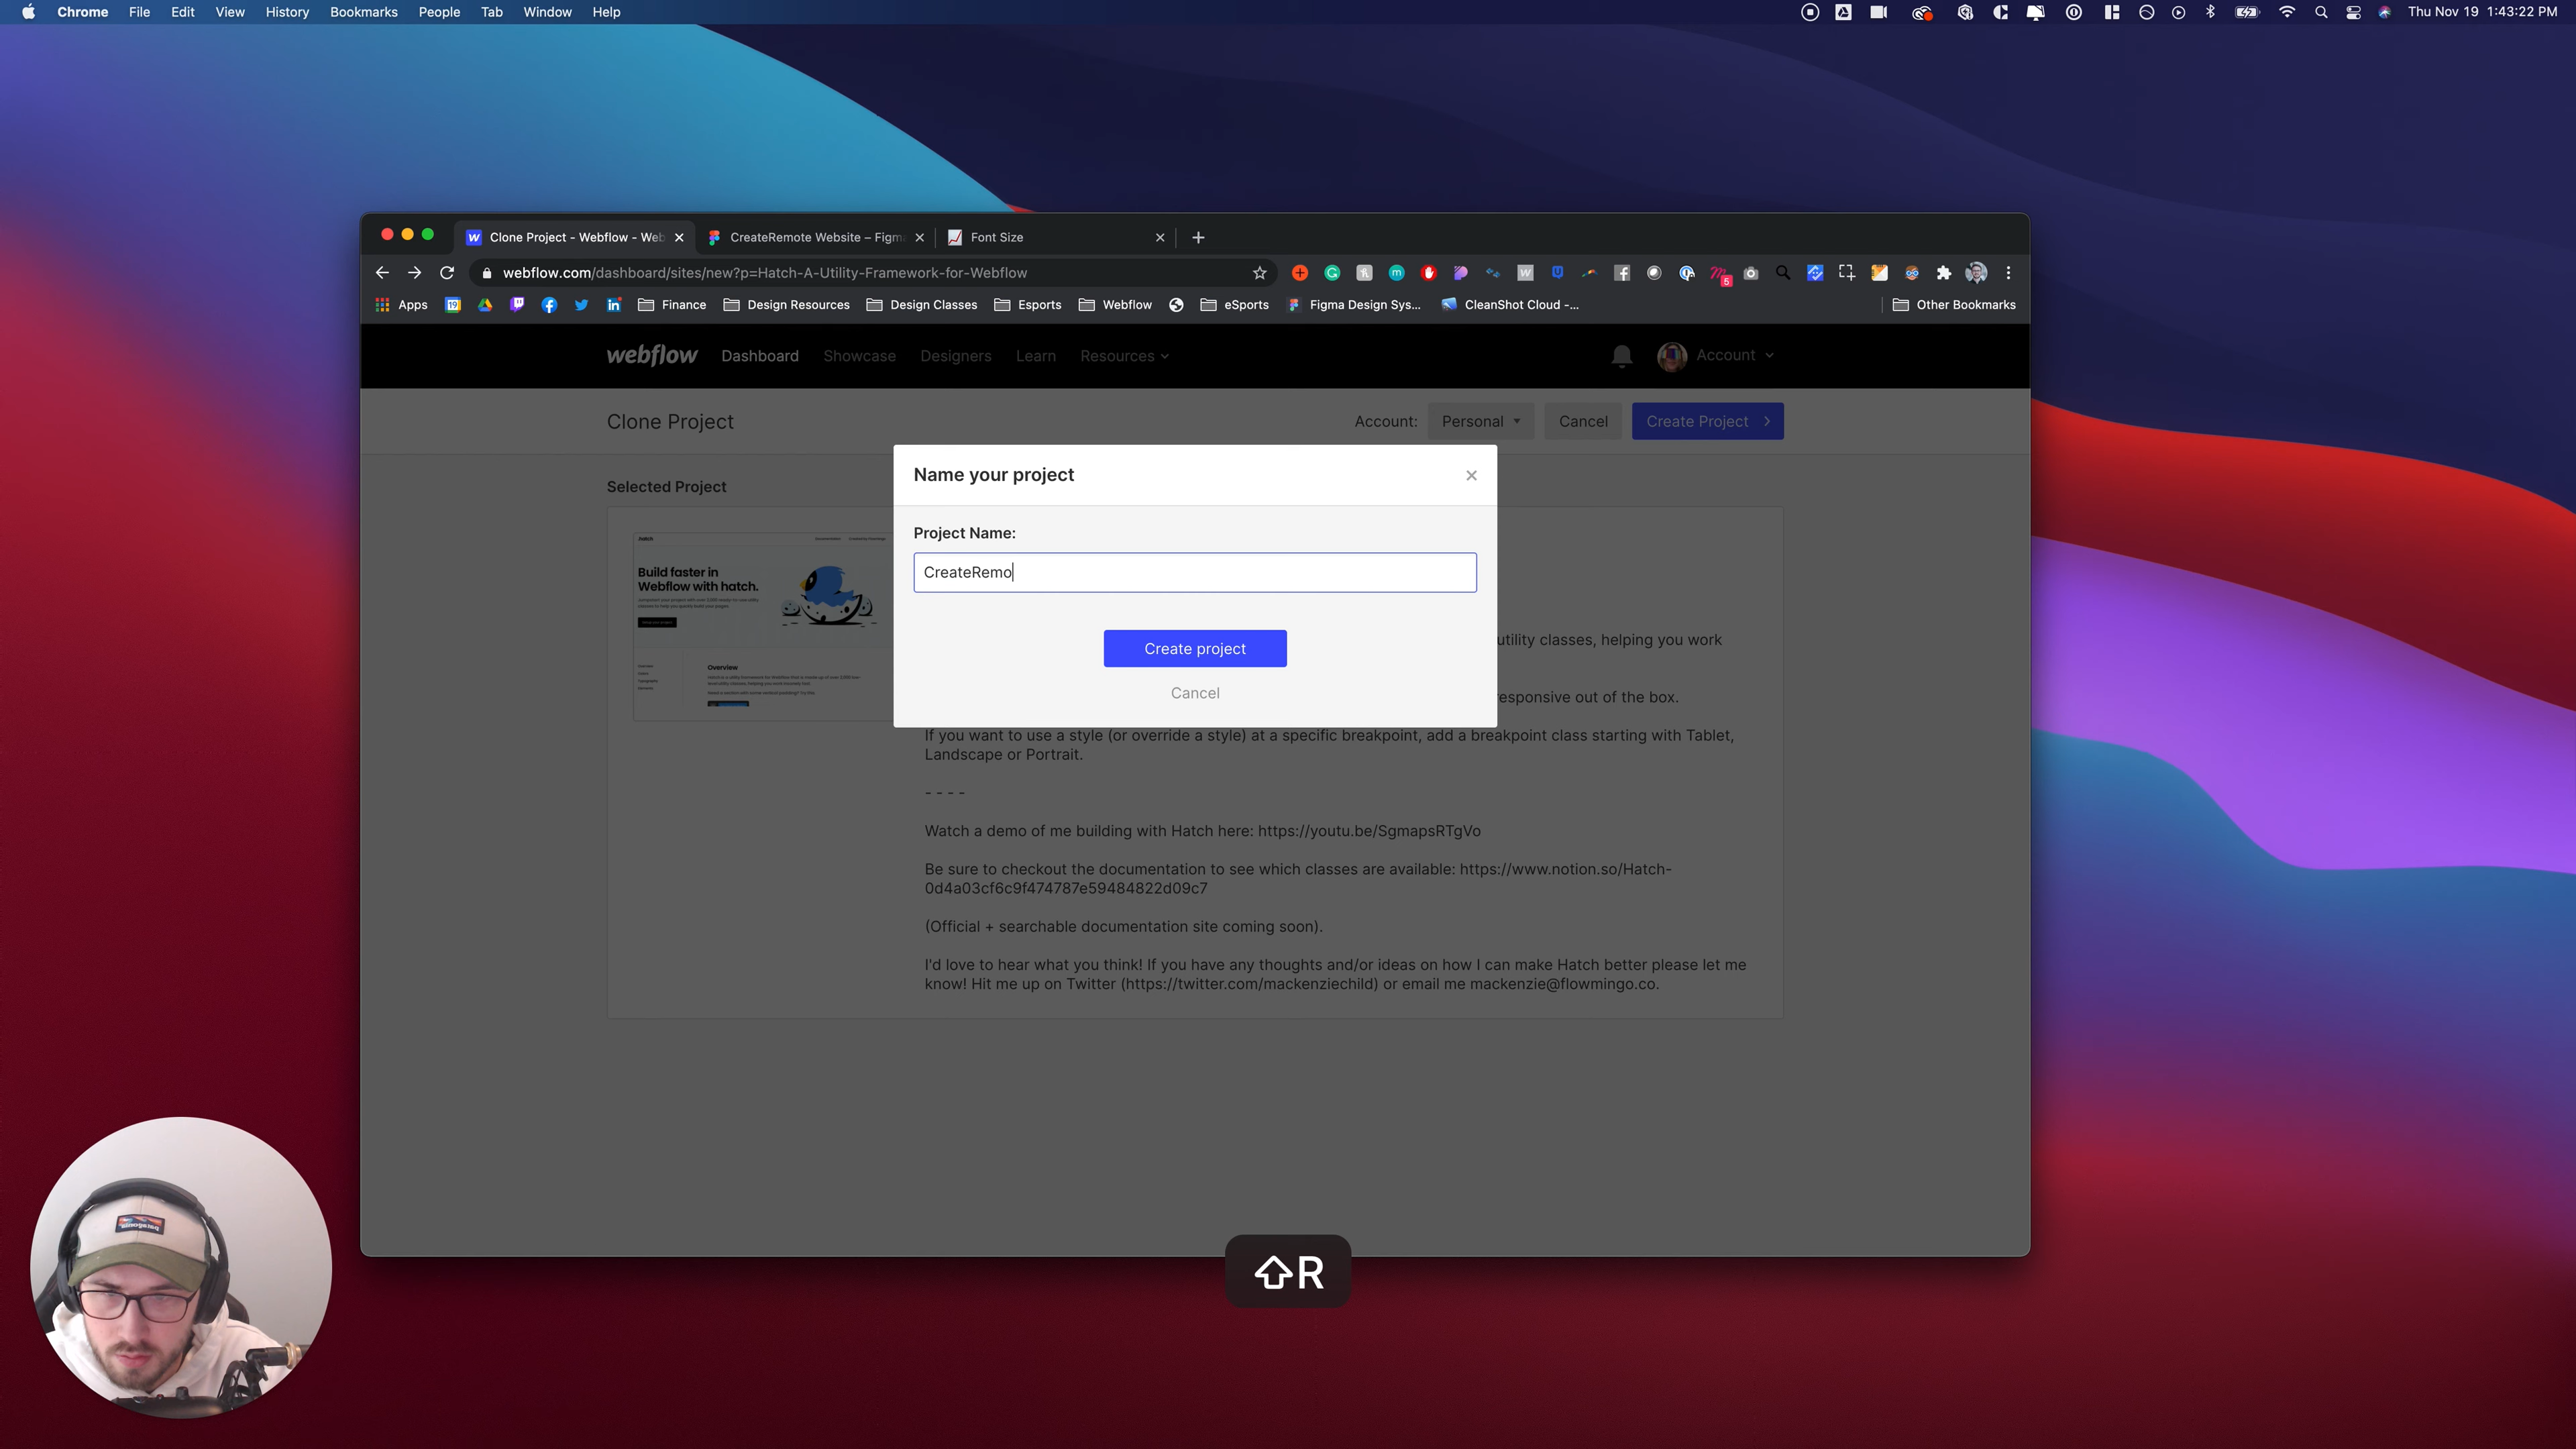 Chrome File Edit View History Bookmarks People Tab Window Help
Thu Nov 19 1:43:22 PM
Clone Project - Webflow - Web
CreateRemote Website – Figma
Font Size
webflow.com/dashboard/sites/new?p=Hatch-A-Utility-Framework-for-Webflow
5
Apps
19
Finance
Design Resources
Design Classes
Esports
Webflow
eSports
Figma Design Sys...
CleanShot Cloud -...
Other Bookmarks
webflow Dashboard Showcase Designers Learn Resources
Account
Clone Project
Account: Personal
Cancel
Create Project
Selected Project
Name your project
Project Name:
CreateRemo
Create project
Cancel
hatch
Build faster in
Webflow with hatch.
Overview
utility classes, helping you work
responsive out of the box.
If you want to use a style (or override a style) at a specific breakpoint, add a breakpoint class starting with Tablet,
Landscape or Portrait.
- - - -
Watch a demo of me building with Hatch here: https://youtu.be/SgmapsRTgVo
Be sure to checkout the documentation to see which classes are available: https://www.notion.so/Hatch-
0d4a03cf6c9f474787e59484822d09c7
(Official + searchable documentation site coming soon).
I'd love to hear what you think! If you have any thoughts and/or ideas on how I can make Hatch better please let me
know! Hit me up on Twitter (https://twitter.com/mackenziechild) or email me mackenzie@flowmingo.co.
⇧R